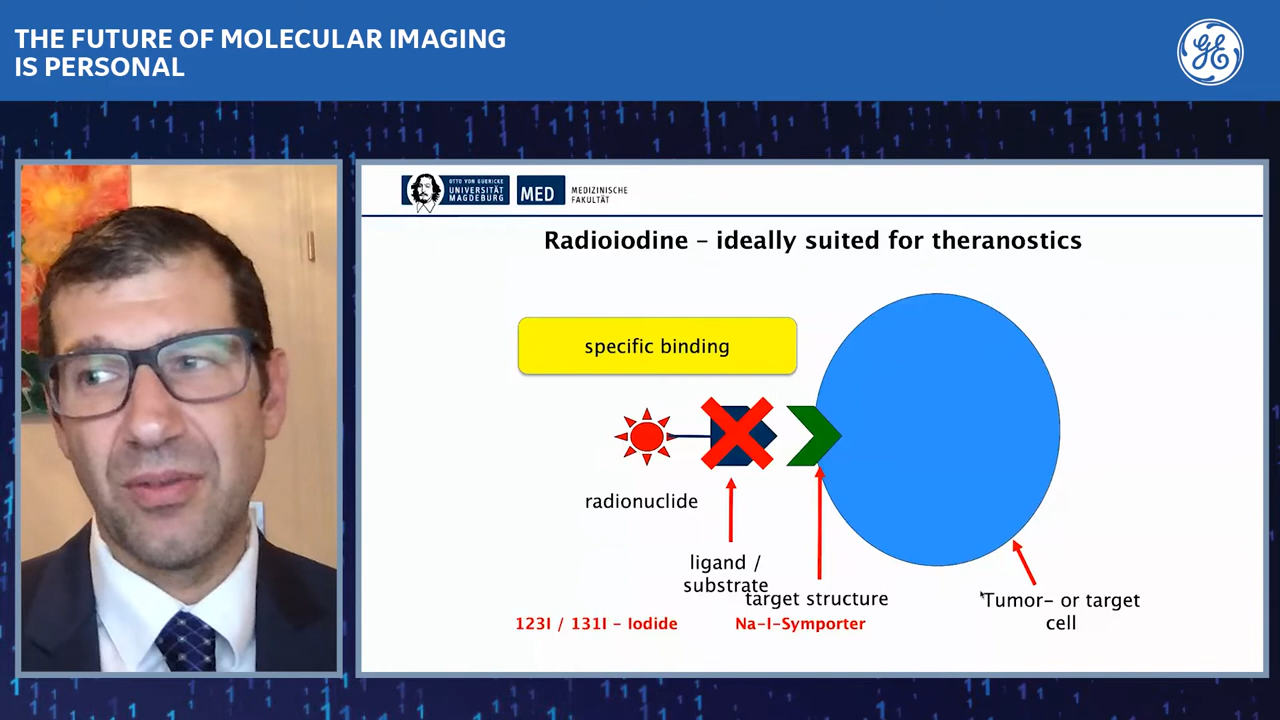 THE FUTURE OF MOLECULAR IMAGING
IS PERSONAL
GE
OTTO VON GUERICKE
UNIVERSITÄT
MAGDEBURG
MED
MEDIZINISCHE
FAKULTÄT
Radioiodine – ideally suited for theranostics
specific binding
radionuclide
ligand /
substrate
target structure
Tumor- or target
cell
123I / 131I – Iodide
Na-I-Symporter